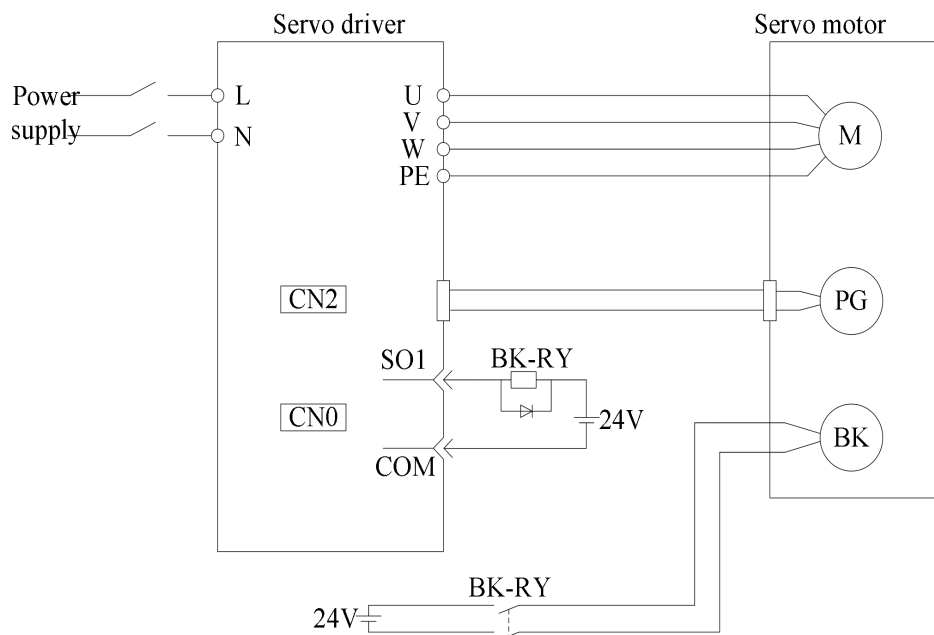 Servo driver
Servo motor
Power
supply
L
N
U
V
W
PE
M
CN2
PG
SO1
BK-RY
CN0
24V
COM
BK
BK-RY
24V